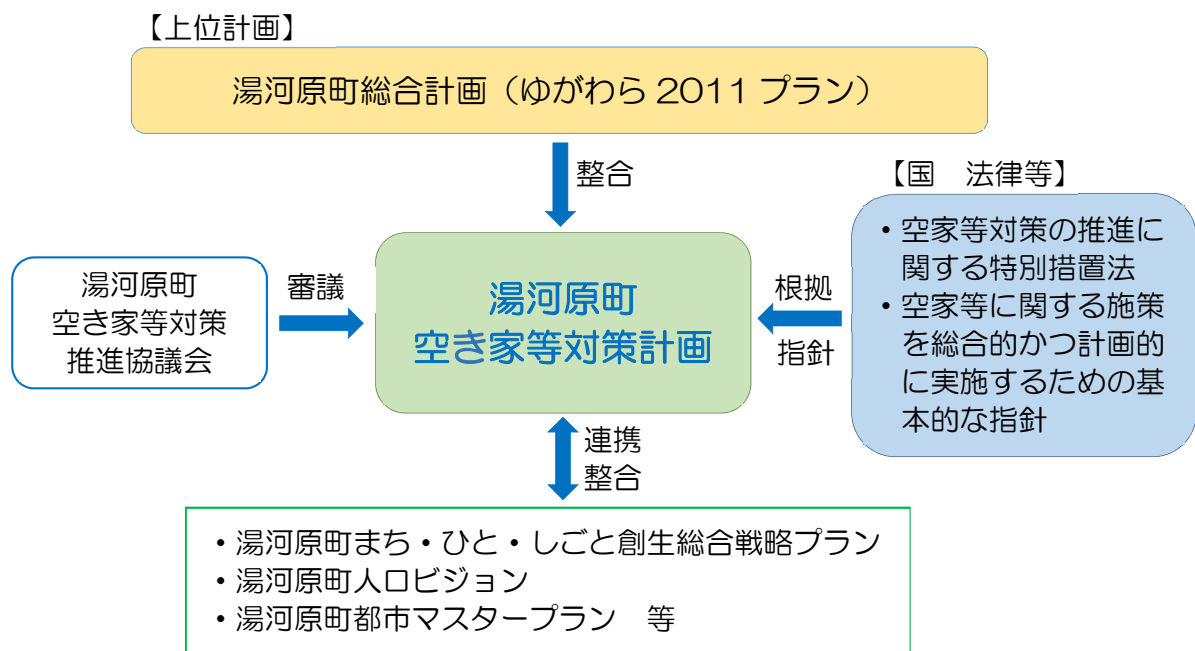 【上位計画】
湯河原町総合計画（ゆがわら 2011 プラン）
整合
【国　法律等】
・空家等対策の推進に
関する特別措置法
・空家等に関する施策
を総合的かつ計画的
に実施するための基
本的な指針
湯河原町
空き家等対策
推進協議会
審議
湯河原町
空き家等対策計画
根拠
指針
連携
整合
・湯河原町まち・ひと・しごと創生総合戦略プラン
・湯河原町人口ビジョン
・湯河原町都市マスタープラン　等